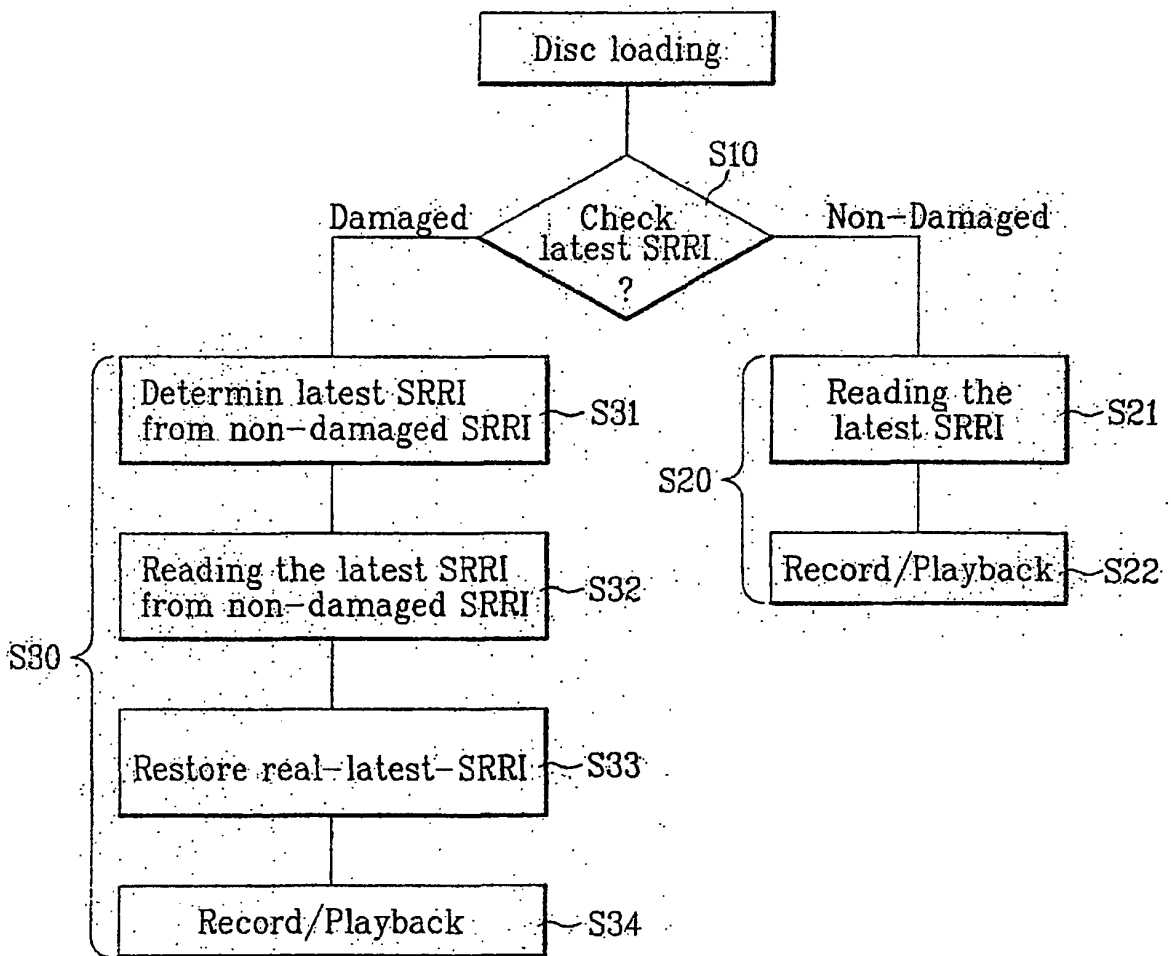 Disc loading
S10
Damaged
Check
latest SRRI
?
Non-Damaged
Determin latest SRRI
from non-damaged SRRI
S31
Reading the
latest SRRI
S21
S20
Reading the latest SRRI
from non-damaged SRRI
S32
Record/Playback
S22
S30
Restore real-latest-SRRI
S33
Record/Playback
S34